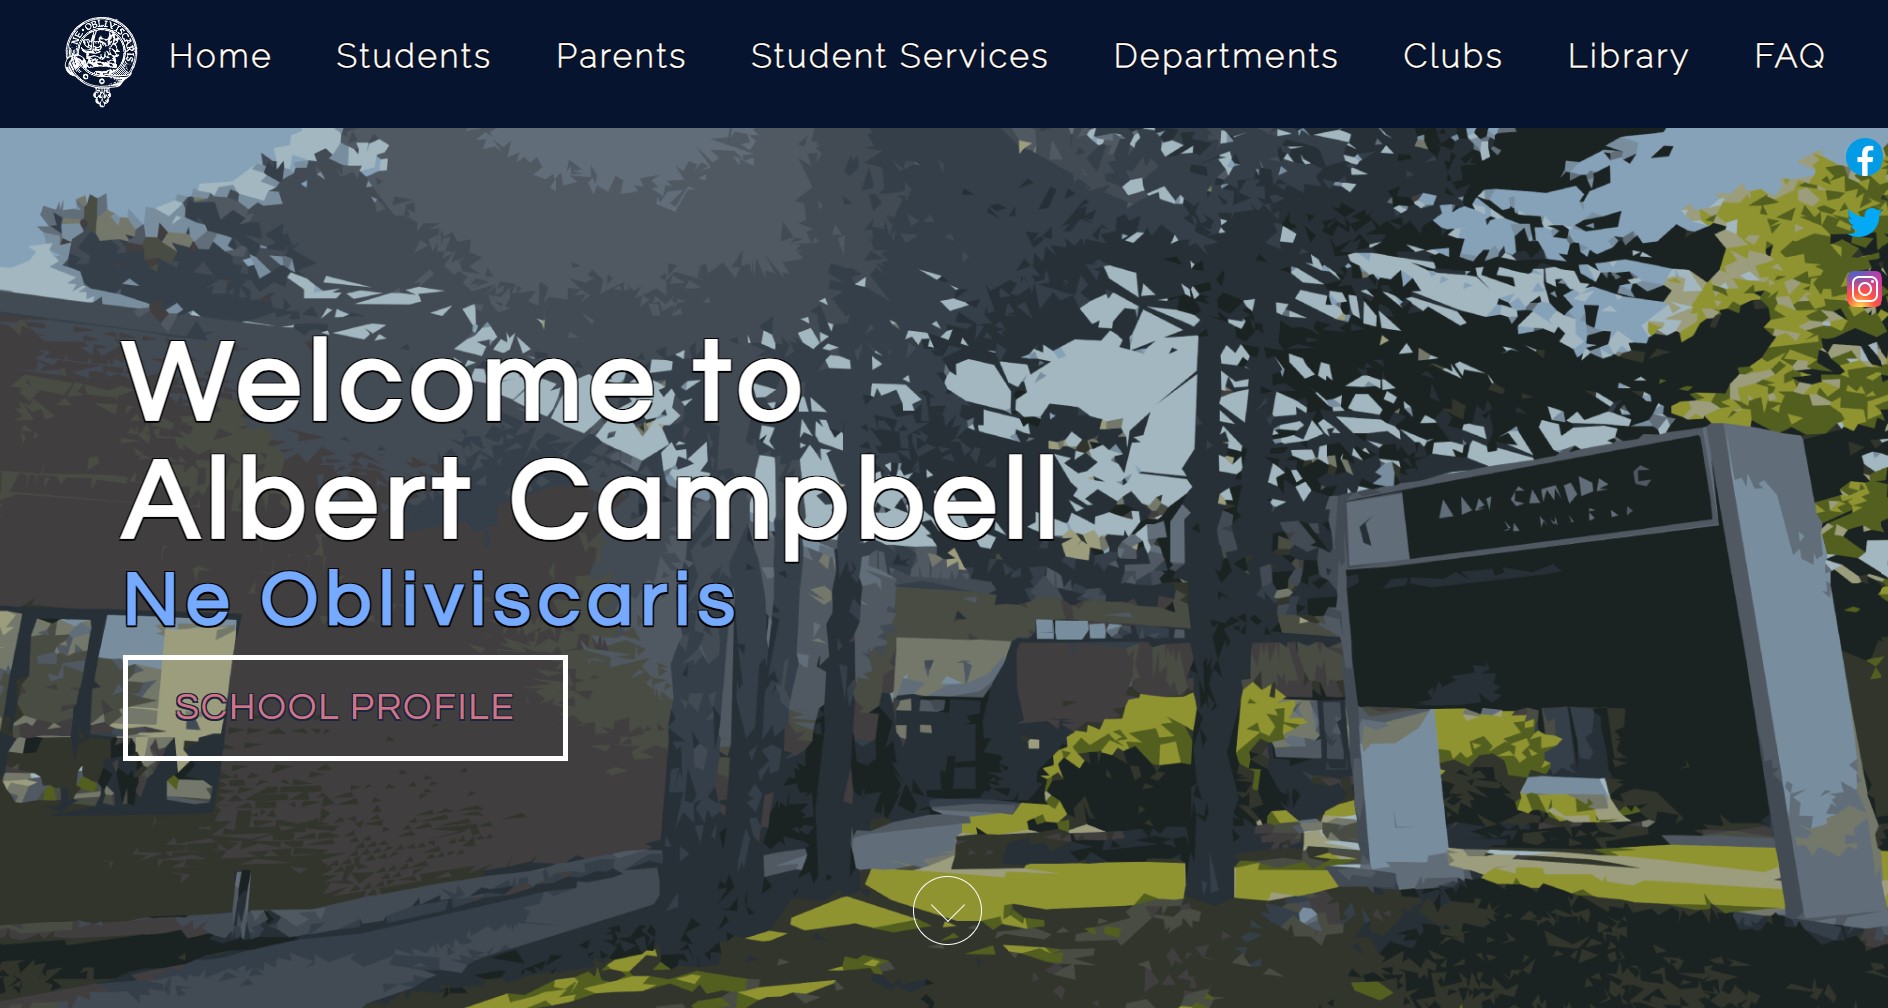 NE·OBLIVISCARIS
Home Students Parents Student Services Departments Clubs Library FAQ
Welcome to
Albert Campbell
Ne Obliviscaris
SCHOOL PROFILE